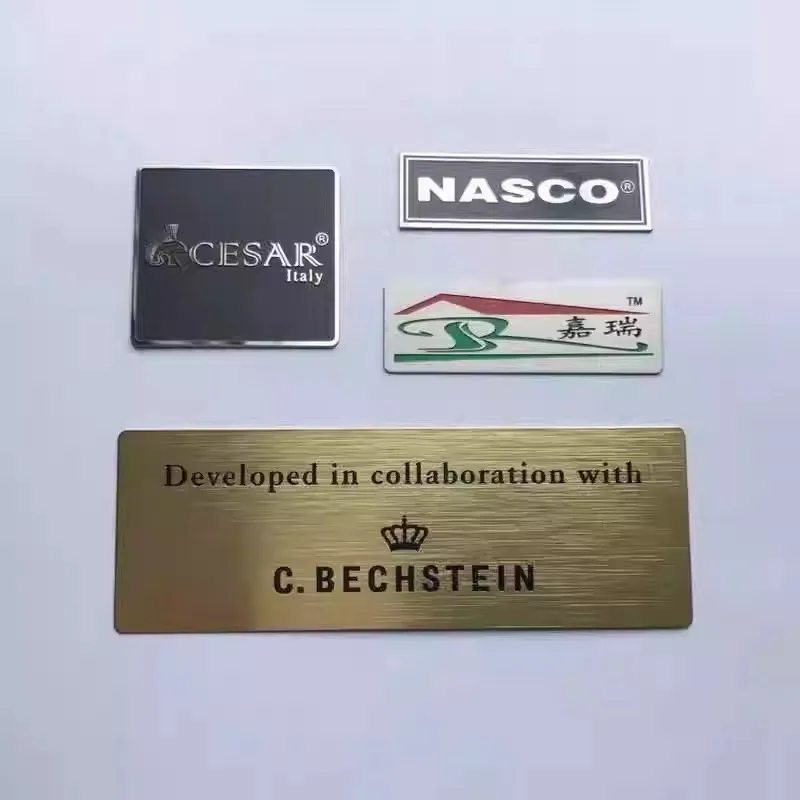 CESAR®
Italy
NASCO®
TM
嘉瑞
Developed in collaboration with
C. BECHSTEIN